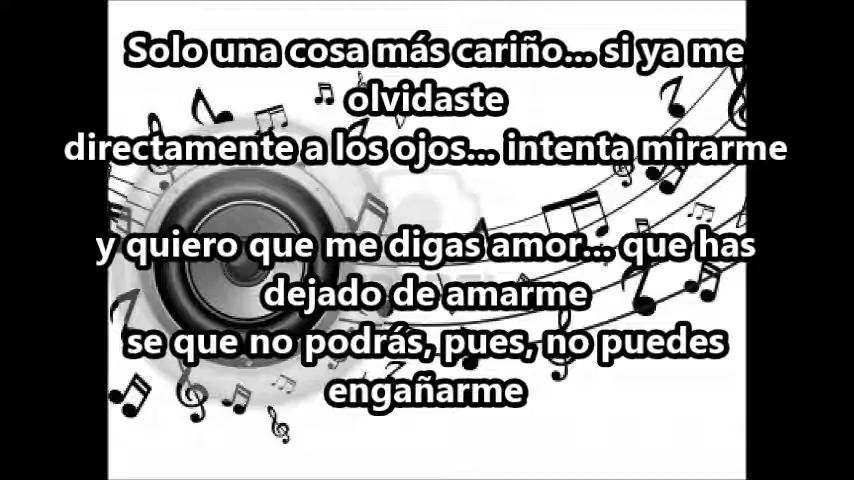 Solo una cosa más cariño... si ya me
olvidaste
directamente a los ojos... intenta mirarme
y quiero que me digas amor... que has
dejado de amarme
se que no podrás, pues, no puedes
engañarme